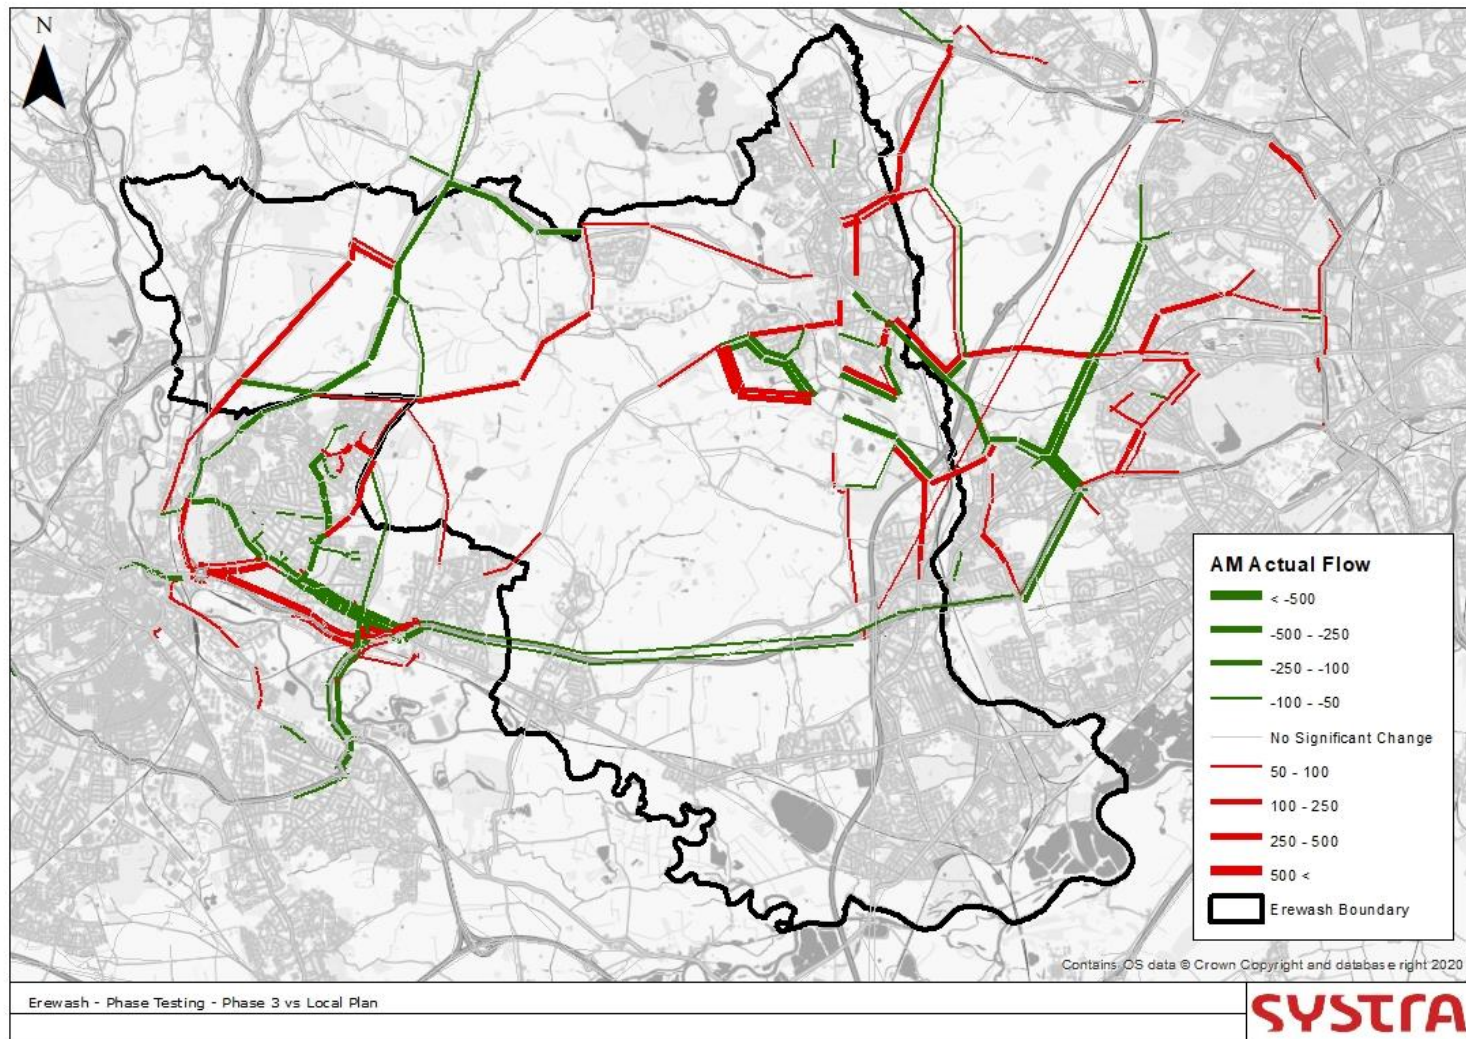 N
AM Actual Flow
< -500
-500 - -250
-250 - -100
-100 - -50
No Significant Change
50 - 100
100 - 250
250 - 500
500 <
Erewash Boundary
Contains OS data © Crown Copyright and database right 2020
Erewash - Phase Testing - Phase 3 vs Local Plan
SYSTRA